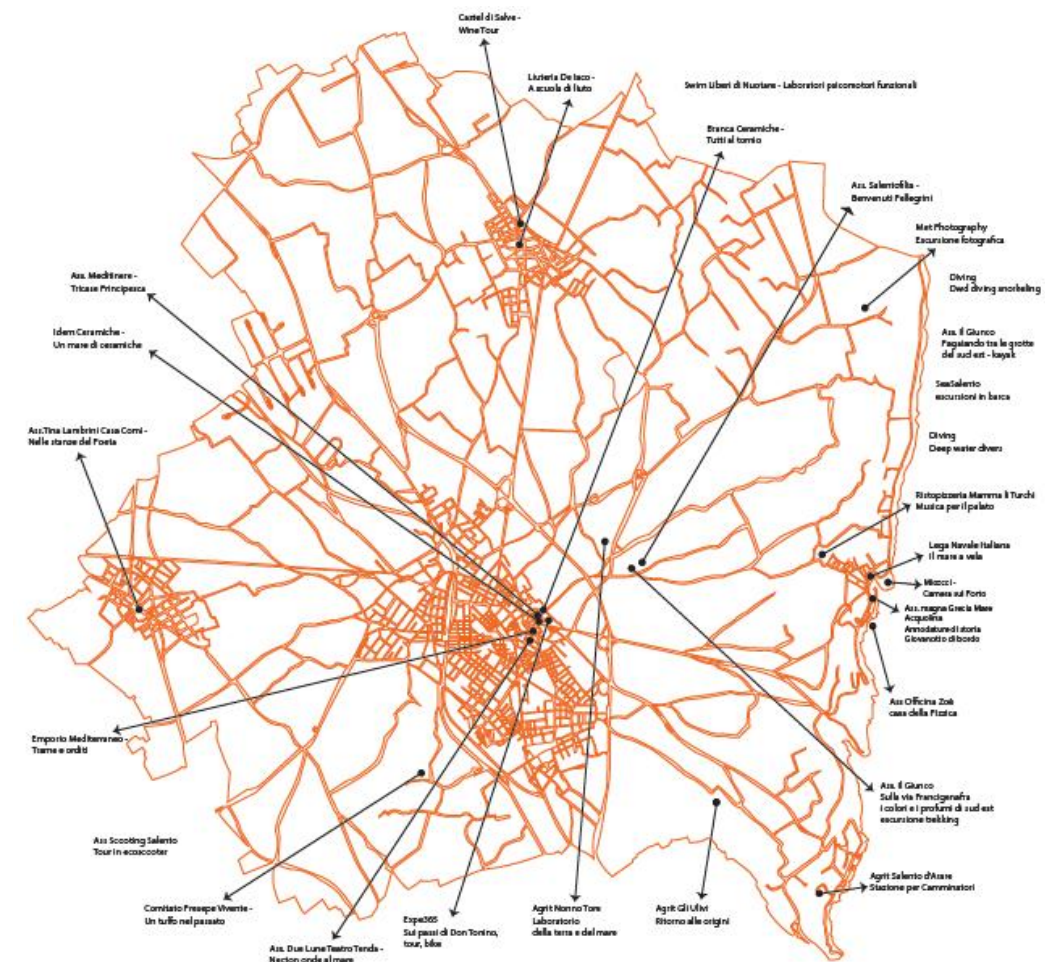 Castel di Salve -
Wine Tour
Liuteria De Iaco -
A scuola di liuto
Swim Liberi di Nuotare - Laboratori psicomotori funzionali
Branca Ceramiche -
Tutti al tornio
Ass. Salentofilia -
Benvenuti Pellegrini
Met Photography
Escursione fotografica
Ass. Meditinere -
Tricase Principesca
Diving
Dwd diving snorkeling
Idem Ceramiche -
Un mare di ceramiche
Ass. Il Giunco
Pagaiando tra le grotte
del sud est - kayak
SeaSalento
escursioni in barca
Ass.Tina Lambrini Casa Comi -
Nelle stanze del Poeta
Diving
Deep water divers
Ristopizzeria Mamma li Turchi
Musica per il palato
Lega Navale Italiana
Il mare a vela
Camera sul Porto
Ass. magna Grecia Mare
Acquolina
Annodature di storia
Giovanotto di bordo
Ass Officina Zoè
casa della Pizzica
Emporio Mediterraneo -
Trame e orditi
Ass. Il Giunco
Sulla via Francigena fra
i colori e i profumi di sud est
escursione trekking
Ass Scooting Salento
Tour in ecoscooter
Agrit Salento d'Amare
Stazione per Camminatori
Comitato Presepe Vivente -
Un tuffo nel passato
Expe365
Sui passi di Don Tonino,
tour, bike
Agrit Nonno Tore
Laboratorio
della terra e del mare
Agrit Gli Ulivi
Ritorno alle origini
Ass. Due Lune Teatro Tenda -
onde al mare